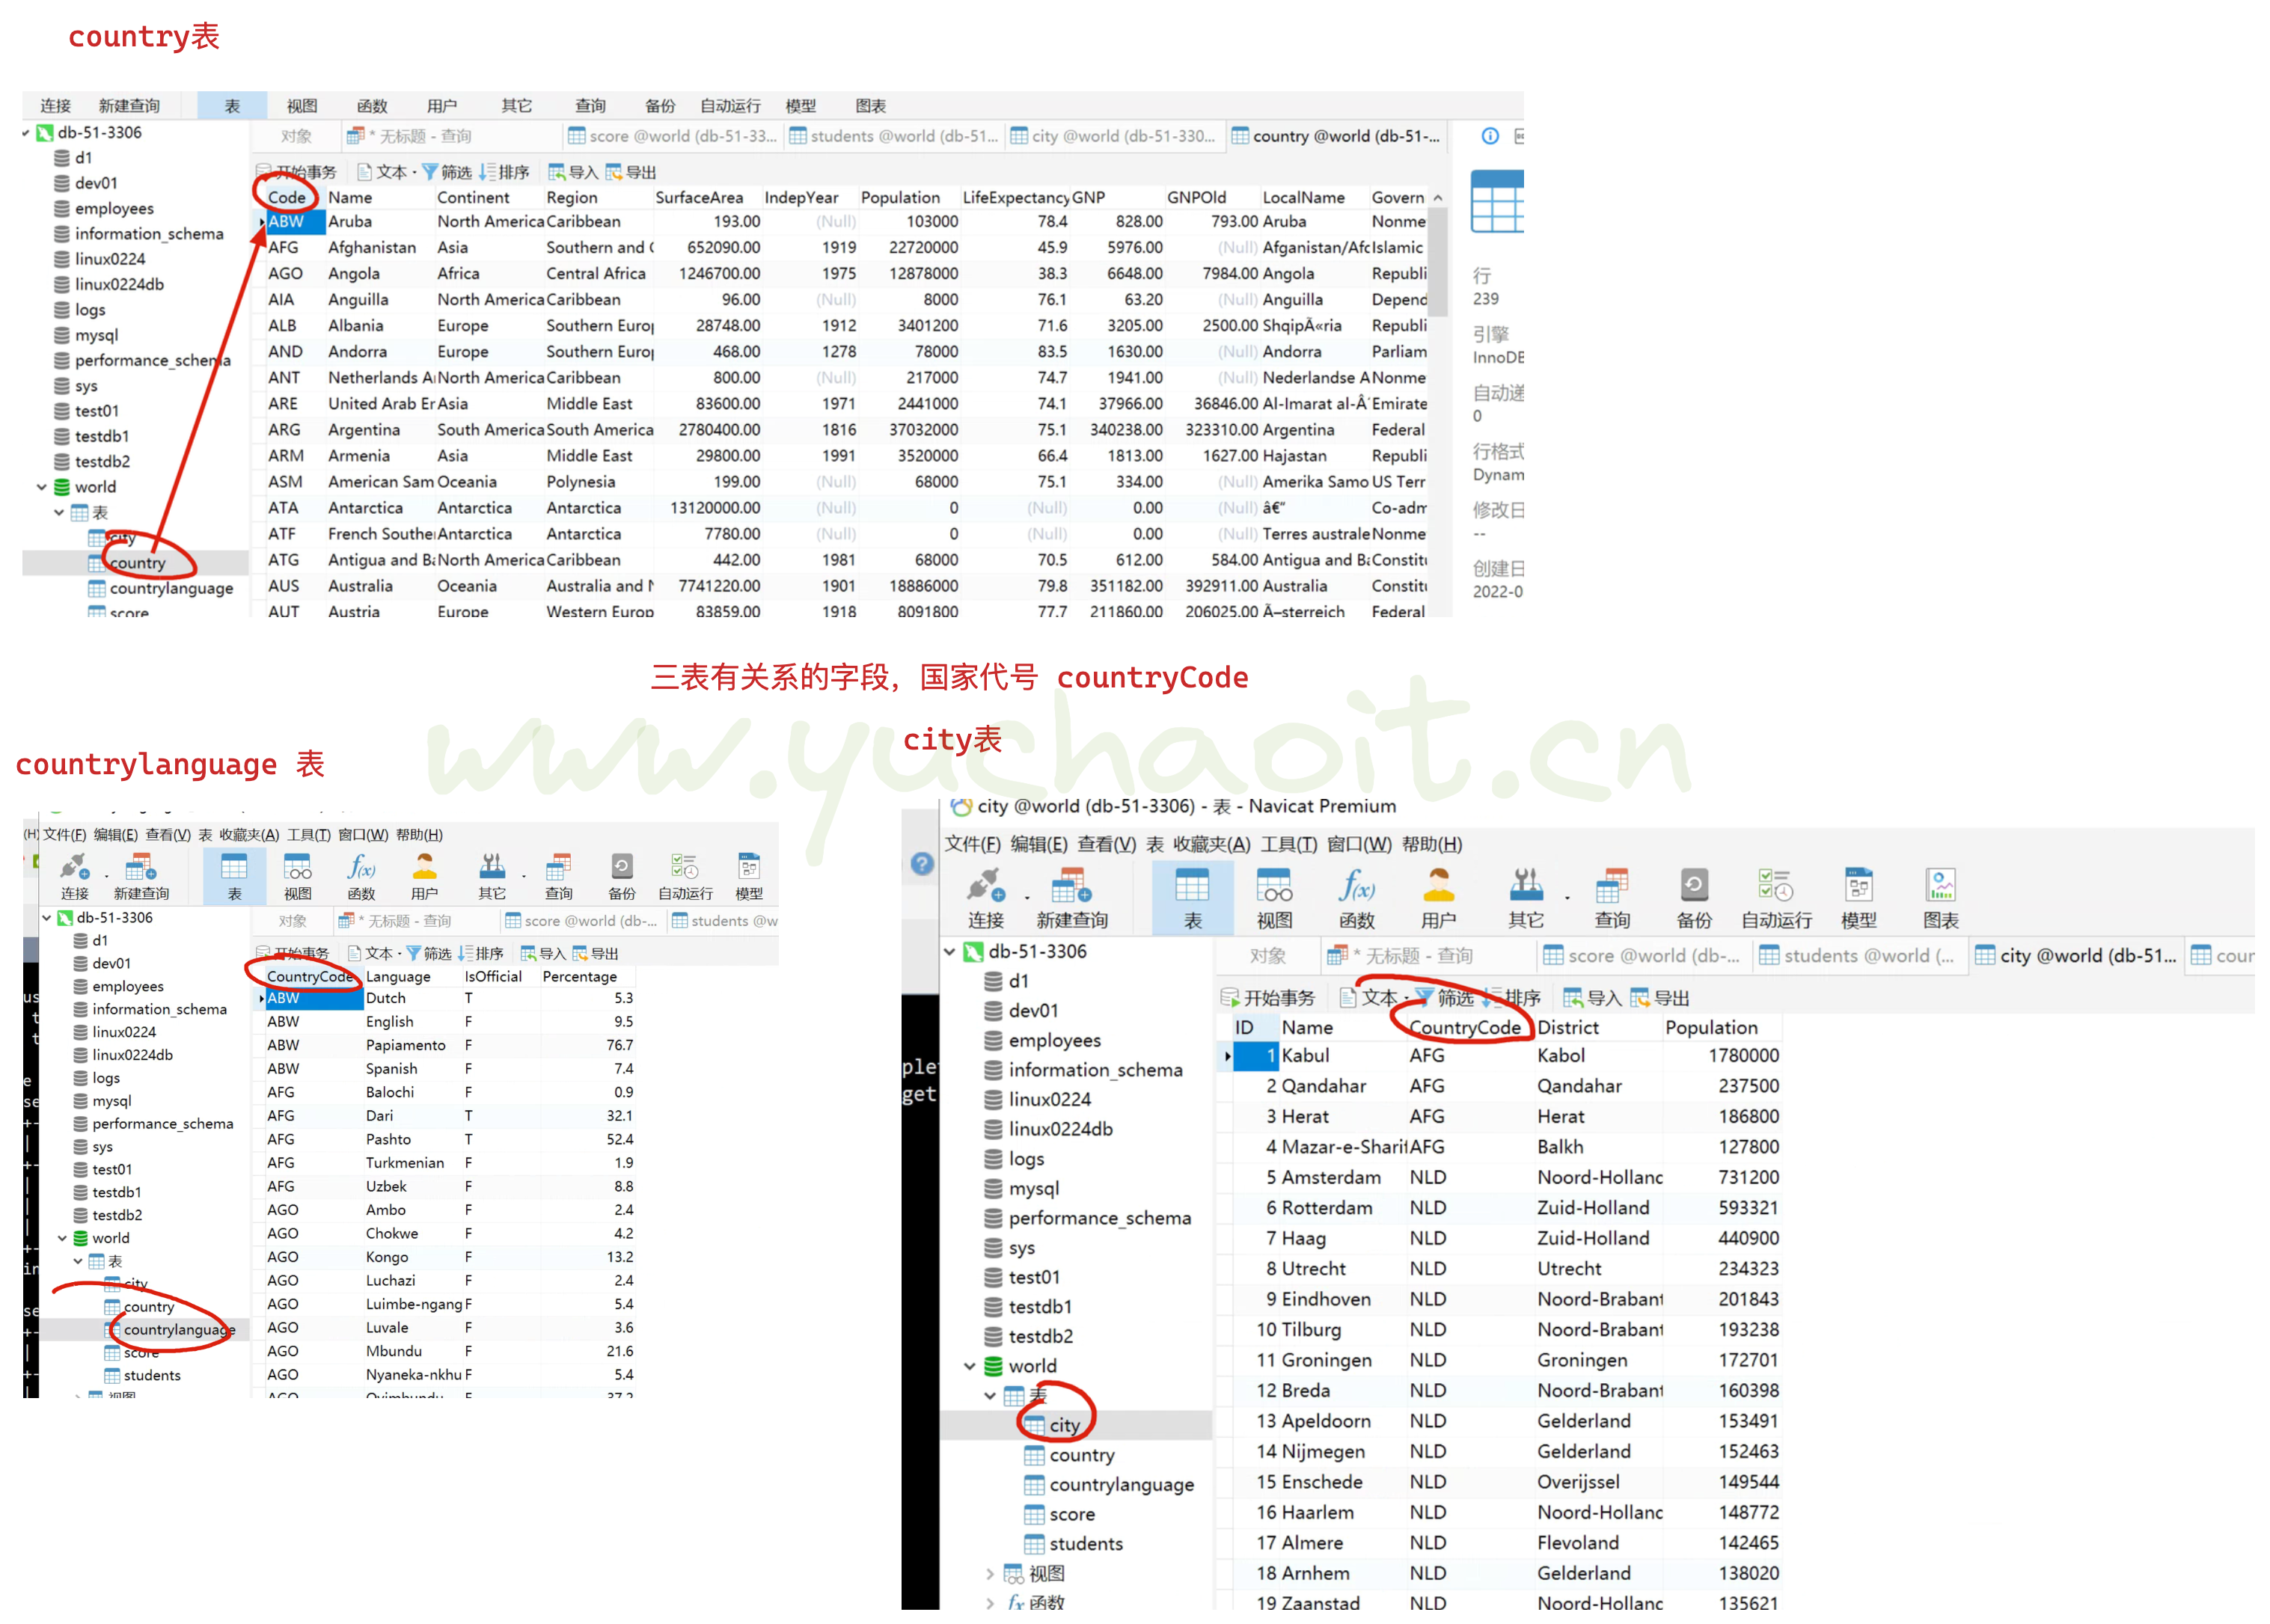 country表
连接 新建查询 表 视图 函数 用户 其它 查询 备份 自动运行 模型 图表
db-51-3306
d1
dev01
employees
information_schema
linux0224
linux0224db
logs
mysql
performance_schema
sys
test01
testdb1
testdb2
world
表
city
country
countrylanguage
score
对象 * 无标题 - 查询 score @world (db-51-33... students @world (db-51... city @world (db-51-330... country @world (db-51-...
开始事务 文本 筛选 排序 导入 导出
Code Name Continent Region SurfaceArea IndepYear Population LifeExpectancy GNP GNPOld LocalName Govern
ABW Aruba North America Caribbean 193.00 (Null) 103000 78.4 828.00 793.00 Aruba Nonme
AFG Afghanistan Asia Southern and 652090.00 1919 22720000 45.9 5976.00 (Null) Afganistan/Afc Islamic
AGO Angola Africa Central Africa 1246700.00 1975 12878000 38.3 6648.00 7984.00 Angola Republi
AIA Anguilla North America Caribbean 96.00 (Null) 8000 76.1 63.20 (Null) Anguilla Depend
ALB Albania Europe Southern Euro 28748.00 1912 3401200 71.6 3205.00 2500.00 ShqipÃ«ria Republi
AND Andorra Europe Southern Euro 468.00 1278 78000 83.5 1630.00 (Null) Andorra Parliam
ANT Netherlands A North America Caribbean 800.00 (Null) 217000 74.7 1941.00 (Null) Nederlandse A Nonme
ARE United Arab Er Asia Middle East 83600.00 1971 2441000 74.1 37966.00 36846.00 Al-Imarat al-Â´ Emirate
ARG Argentina South America South America 2780400.00 1816 37032000 75.1 340238.00 323310.00 Argentina Federal
ARM Armenia Asia Middle East 29800.00 1991 3520000 66.4 1813.00 1627.00 Hajastan Republi
ASM American Sam Oceania Polynesia 199.00 (Null) 68000 75.1 334.00 (Null) Amerika Samo US Terr
ATA Antarctica Antarctica Antarctica 13120000.00 (Null) 0 (Null) 0.00 (Null) â€“ Co-adm
ATF French Southe Antarctica Antarctica 7780.00 (Null) 0 (Null) 0.00 (Null) Terres australe Nonme
ATG Antigua and Ba North America Caribbean 442.00 1981 68000 70.5 612.00 584.00 Antigua and Ba Constitu
AUS Australia Oceania Australia and N 7741220.00 1901 18886000 79.8 351182.00 392911.00 Australia Constitu
AUT Austria Europe Western Europ 83859.00 1918 8091800 77.7 211860.00 206025.00 Ã–sterreich Federal
行
239
引擎
InnoDB
自动递
0
行格式
Dynam
修改日
--
创建日
2022-0
三表有关系的字段，国家代号 countryCode
www.yuchaoit.cn
countrylanguage 表
(H) 文件(F) 编辑(E) 查看(V) 表 收藏夹(A) 工具(T) 窗口(W) 帮助(H)
连接 新建查询 表 视图 函数 用户 其它 查询 备份 自动运行 模型
db-51-3306
d1
dev01
employees
information_schema
linux0224
linux0224db
logs
mysql
performance_schema
sys
test01
testdb1
testdb2
world
表
city
country
countrylanguage
score
students
视图
对象 * 无标题 - 查询 score @world (db-... students @w
开始事务 文本 筛选 排序 导入 导出
CountryCode Language IsOfficial Percentage
ABW Dutch T 5.3
ABW English F 9.5
ABW Papiamento F 76.7
ABW Spanish F 7.4
AFG Balochi F 0.9
AFG Dari T 32.1
AFG Pashto T 52.4
AFG Turkmenian F 1.9
AFG Uzbek F 8.8
AGO Ambo F 2.4
AGO Chokwe F 4.2
AGO Kongo F 13.2
AGO Luchazi F 2.4
AGO Luimbe-ngang F 5.4
AGO Luvale F 3.6
AGO Mbundu F 21.6
AGO Nyaneka-nkhu F 5.4
AGO Ovimbundu F 37.2
city表
city @world (db-51-3306) - 表 - Navicat Premium
文件(F) 编辑(E) 查看(V) 表 收藏夹(A) 工具(T) 窗口(W) 帮助(H)
连接 新建查询 表 视图 函数 用户 其它 查询 备份 自动运行 模型 图表
ple
get
db-51-3306
d1
dev01
employees
information_schema
linux0224
linux0224db
logs
mysql
performance_schema
sys
test01
testdb1
testdb2
world
表
city
country
countrylanguage
score
students
视图
函数
对象 * 无标题 - 查询 score @world (db-... students @world (... city @world (db-51... cour
开始事务 文本 筛选 排序 导入 导出
ID Name CountryCode District Population
1 Kabul AFG Kabol 1780000
2 Qandahar AFG Qandahar 237500
3 Herat AFG Herat 186800
4 Mazar-e-Sharif AFG Balkh 127800
5 Amsterdam NLD Noord-Holland 731200
6 Rotterdam NLD Zuid-Holland 593321
7 Haag NLD Zuid-Holland 440900
8 Utrecht NLD Utrecht 234323
9 Eindhoven NLD Noord-Brabant 201843
10 Tilburg NLD Noord-Brabant 193238
11 Groningen NLD Groningen 172701
12 Breda NLD Noord-Brabant 160398
13 Apeldoorn NLD Gelderland 153491
14 Nijmegen NLD Gelderland 152463
15 Enschede NLD Overijssel 149544
16 Haarlem NLD Noord-Holland 148772
17 Almere NLD Flevoland 142465
18 Arnhem NLD Gelderland 138020
19 Zaanstad NLD Noord-Holland 135621